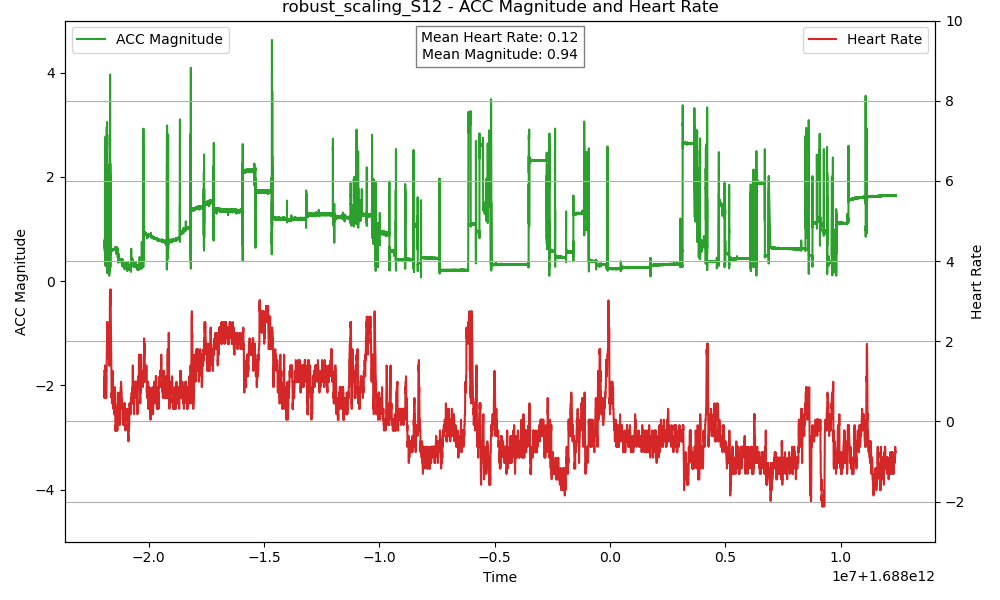 robust_scaling_S12 - ACC Magnitude and Heart Rate
ACC Magnitude
Mean Heart Rate: 0.12
Mean Magnitude: 0.94
Heart Rate
ACC Magnitude
4
2
0
−2
−4
10
8
6
4
2
0
−2
Heart Rate
−2.0
−1.5
−1.0
−0.5
0.0
0.5
1.0
Time
1e7+1.688e12